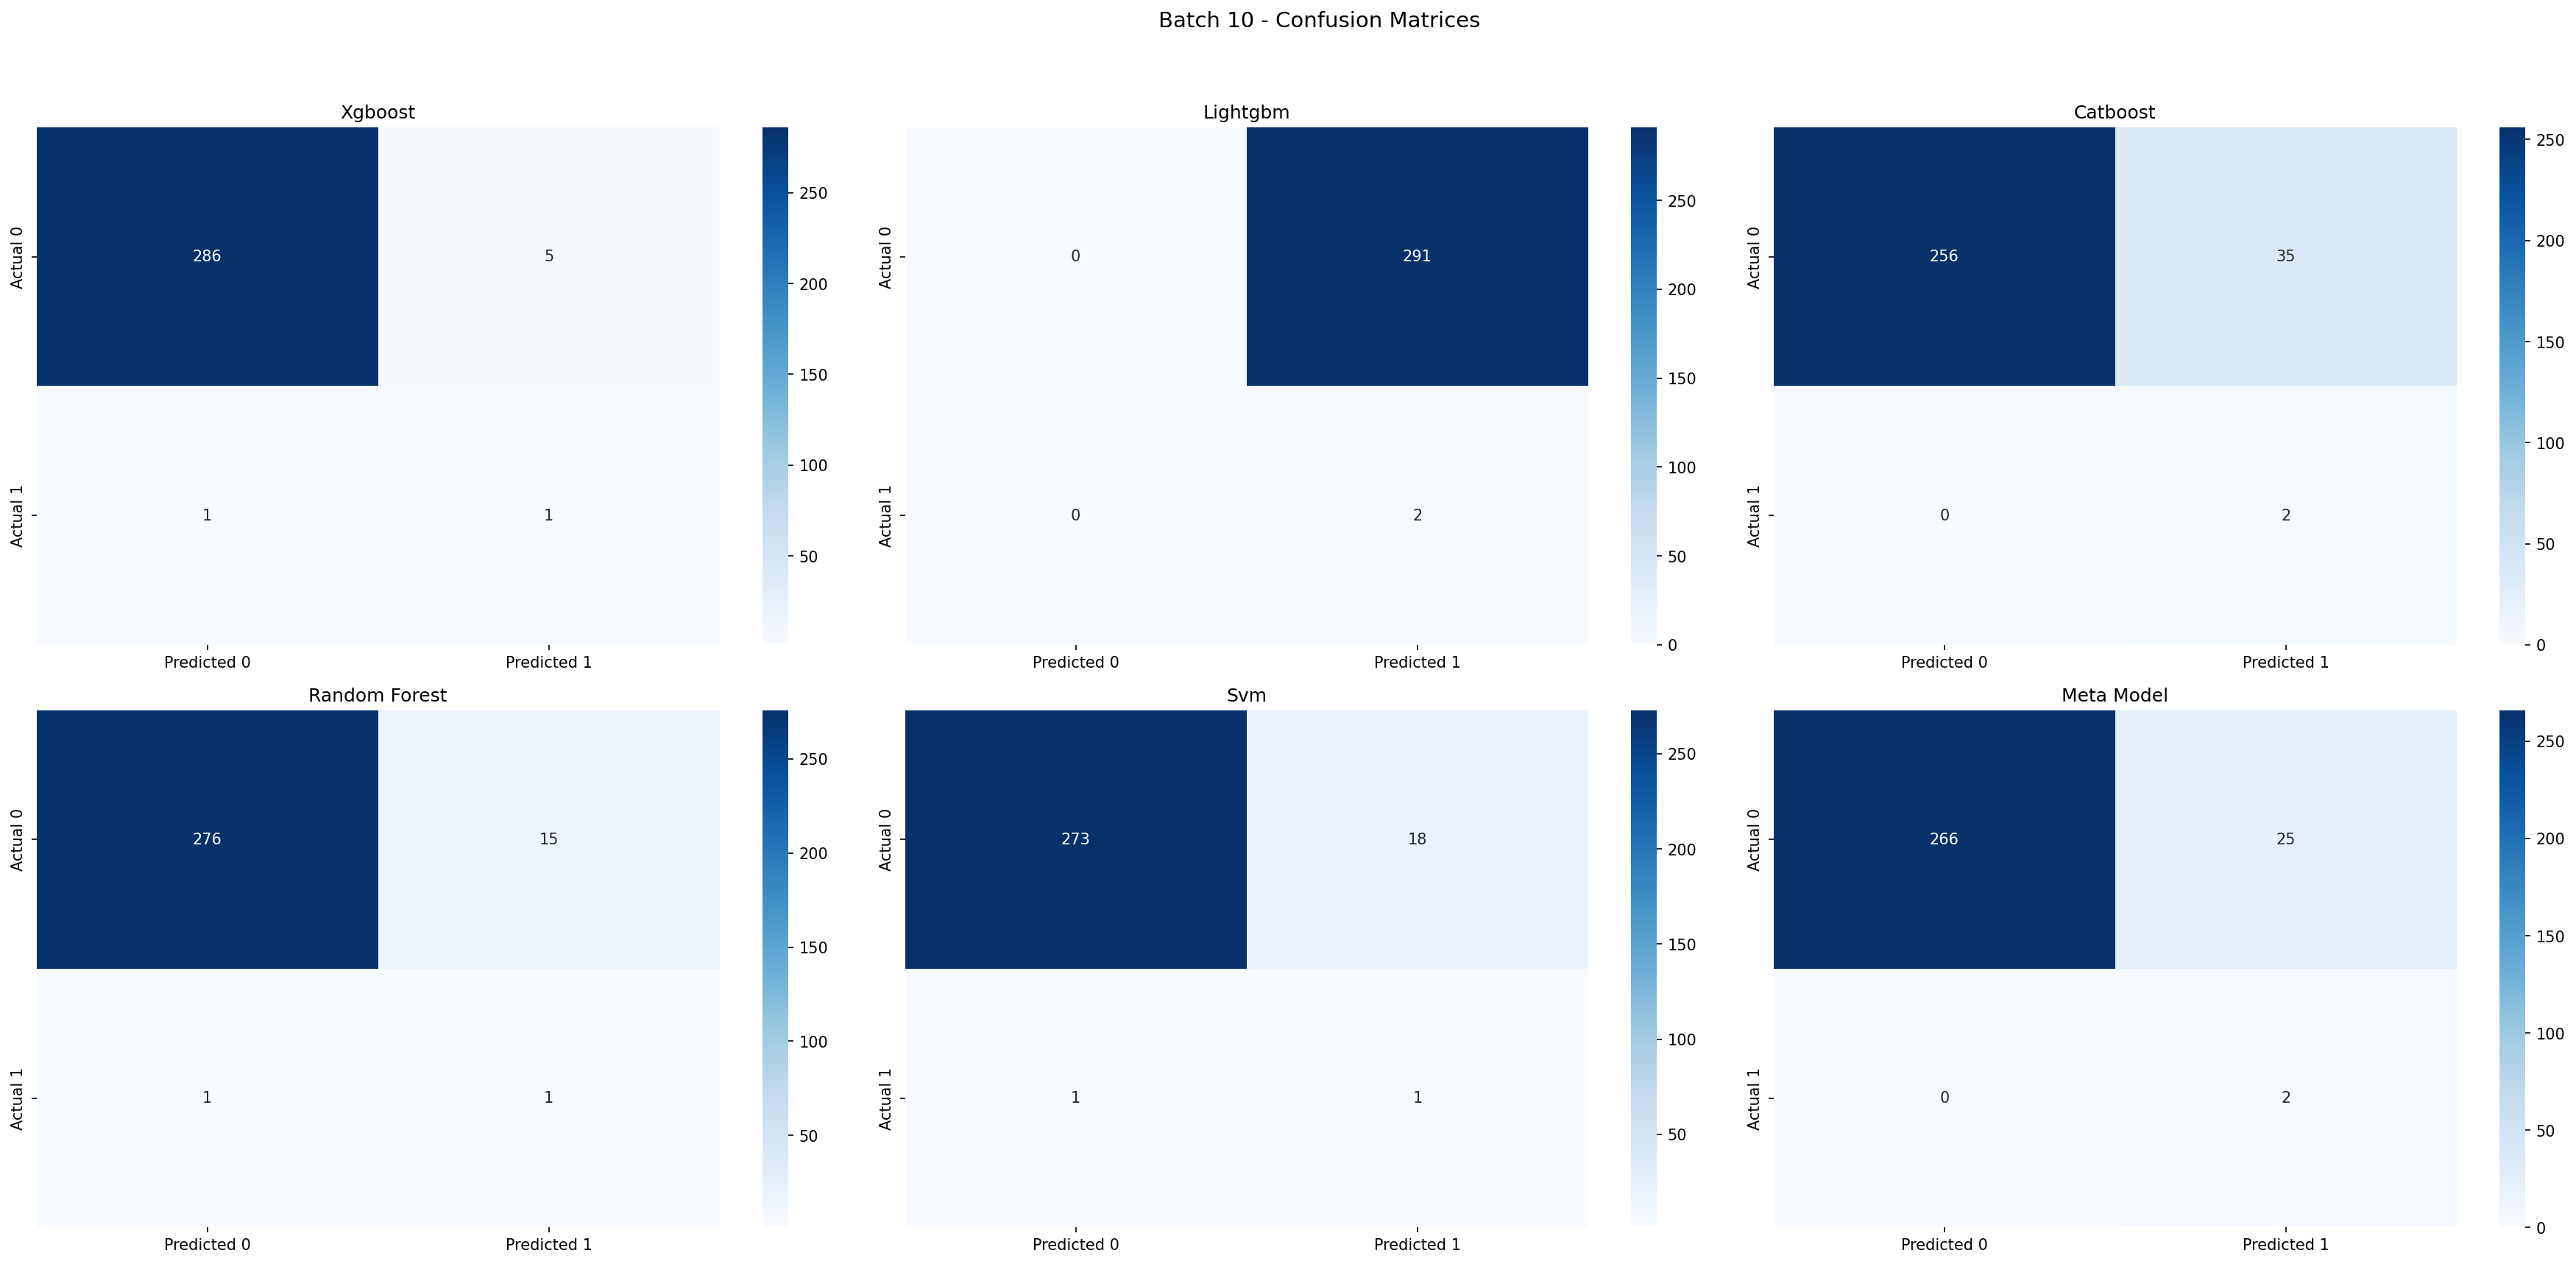 Batch 10 - Confusion Matrices
Xgboost
Actual 0
Actual 1
286
5
1
1
Predicted 0
Predicted 1
250
200
150
100
50
Lightgbm
Actual 0
Actual 1
0
291
0
2
Predicted 0
Predicted 1
250
200
150
100
50
0
Catboost
Actual 0
Actual 1
256
35
0
2
Predicted 0
Predicted 1
250
200
150
100
50
0
Random Forest
Actual 0
Actual 1
276
15
1
1
Predicted 0
Predicted 1
250
200
150
100
50
Svm
Actual 0
Actual 1
273
18
1
1
Predicted 0
Predicted 1
250
200
150
100
50
Meta Model
Actual 0
Actual 1
266
25
0
2
Predicted 0
Predicted 1
250
200
150
100
50
0